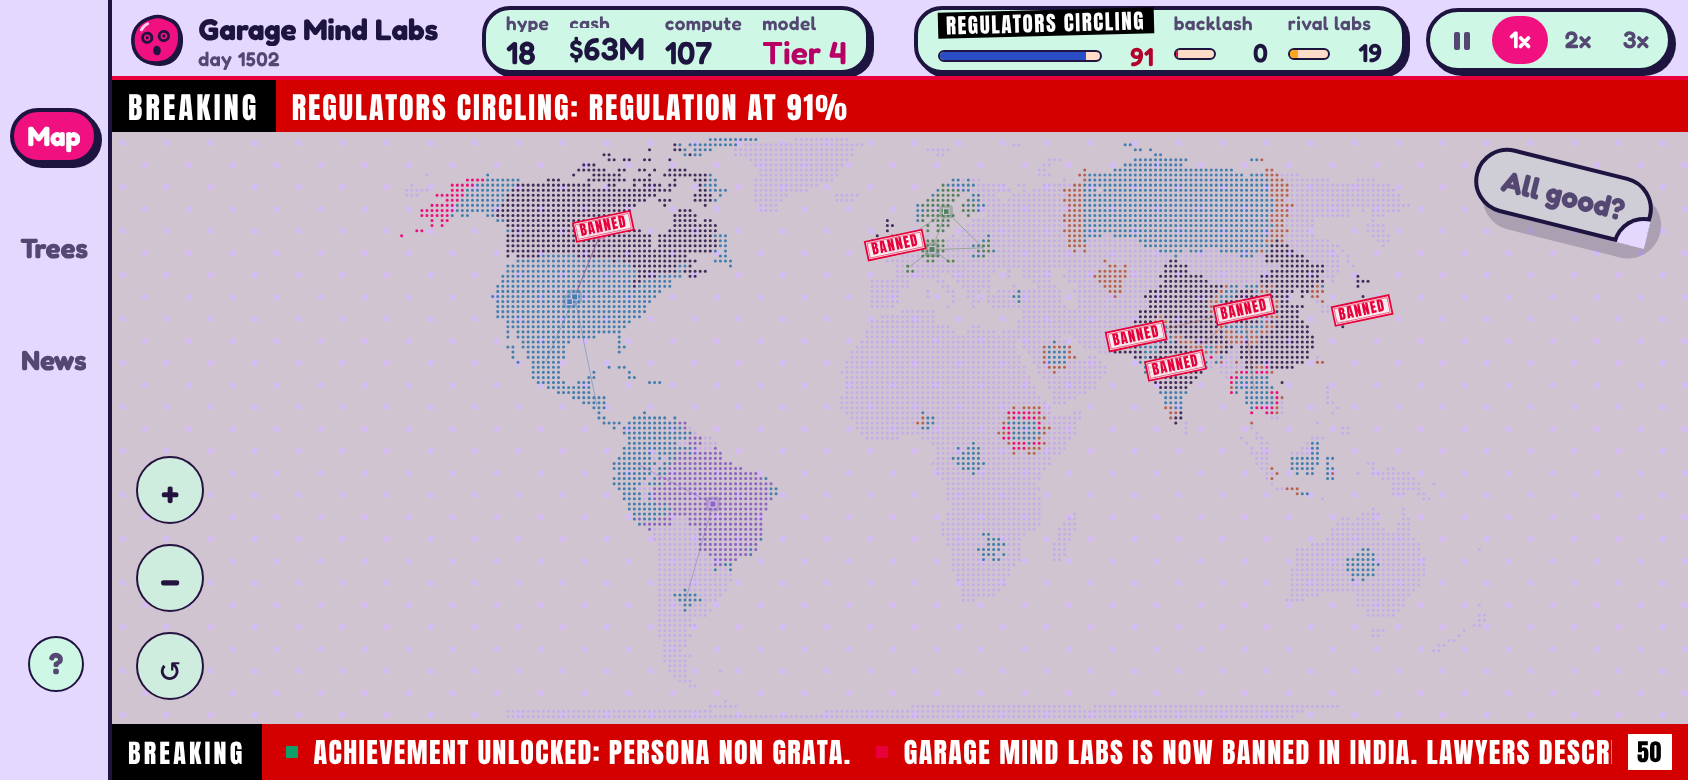 Garage Mind Labs
day 1502
hype
18
cash
$63M
compute
107
model
Tier 4
REGULATORS CIRCLING
91
backlash
0
rival labs
19
1x
2x
3x
BREAKING
REGULATORS CIRCLING: REGULATION AT 91%
Map
Trees
News
?
All good?
BANNED
BANNED
BANNED
BANNED
BANNED
BANNED
+
−
↺
BREAKING
ACHIEVEMENT UNLOCKED: PERSONA NON GRATA.
GARAGE MIND LABS IS NOW BANNED IN INDIA. LAWYERS DESCR
50